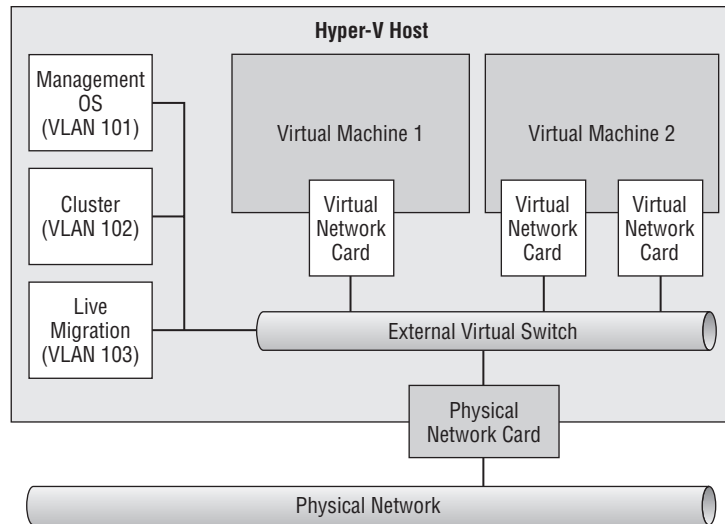 Hyper-V Host
Management
OS
(VLAN 101)
Cluster
(VLAN 102)
Live
Migration
(VLAN 103)
Virtual Machine 1
Virtual Machine 2
Virtual
Network
Card
Virtual
Network
Card
Virtual
Network
Card
External Virtual Switch
Physical
Network Card
Physical Network